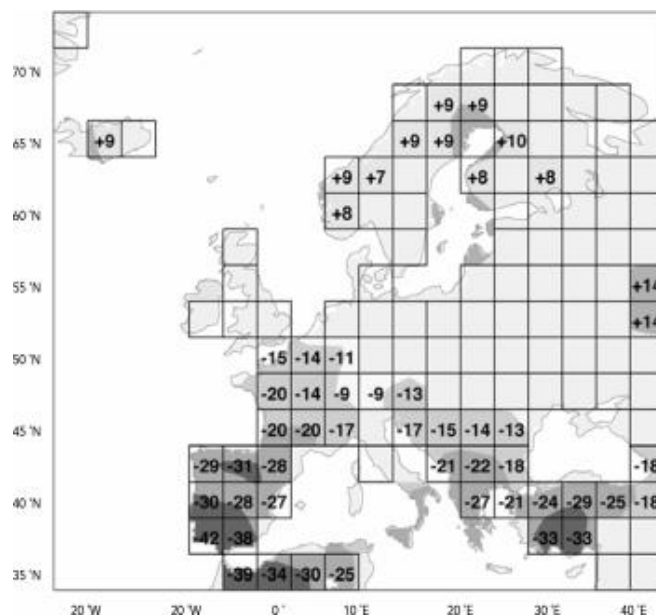 70 °N
+9 +9
+9
65 °N
+9 +9 +10
+9 +7 +8 +8
60 °N
+8
55 °N
+14
+14
50 °N
-15 -14 -11
-20 -14 -9 -9 -13
45 °N
-20 -20 -17 -17 -15 -14 -13
-29 -31 -28 -21 -22 -18 -18
40 °N
-30 -28 -27 -27 -21 -24 -29 -25 -18
-42 -38 -33 -33
35 °N
-39 -34 -30 -25
20 °W 20 °W 0 ° 10 °E 20 °E 30 °E 40 °E